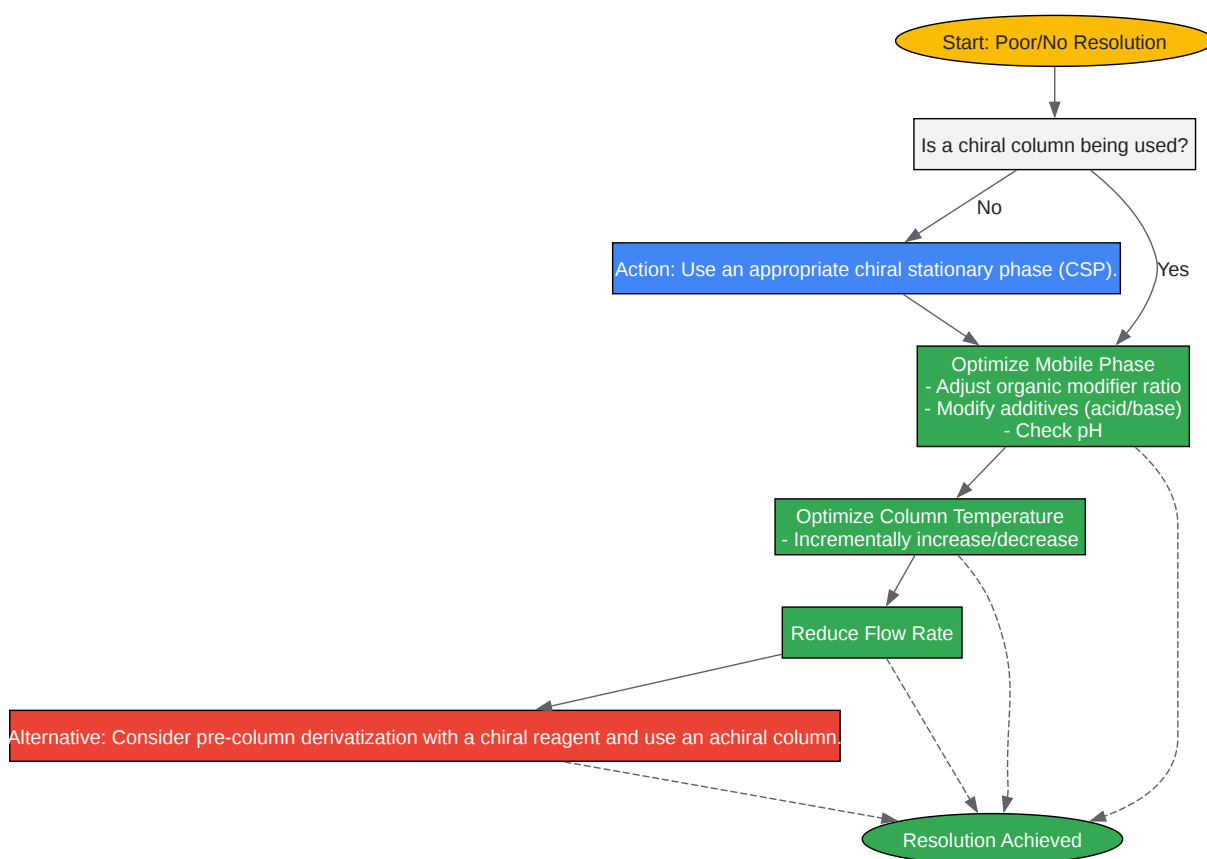 Start: Poor/No Resolution
Is a chiral column being used?
No
Action: Use an appropriate chiral stationary phase (CSP).
Yes
Optimize Mobile Phase
- Adjust organic modifier ratio
- Modify additives (acid/base)
- Check pH
Optimize Column Temperature
- Incrementally increase/decrease
Reduce Flow Rate
Alternative: Consider pre-column derivatization with a chiral reagent and use an achiral column.
Resolution Achieved